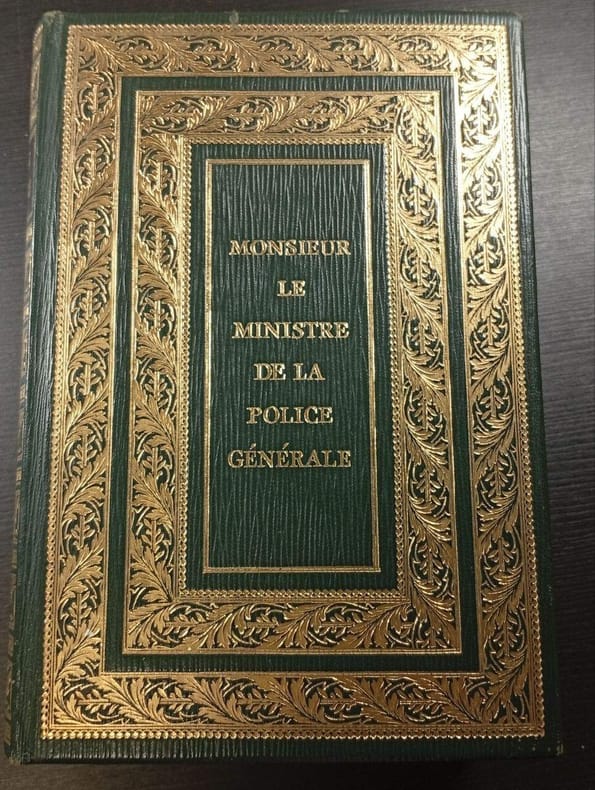 MONSIEUR
LE
MINISTRE
DE LA
POLICE
GÉNÉRALE